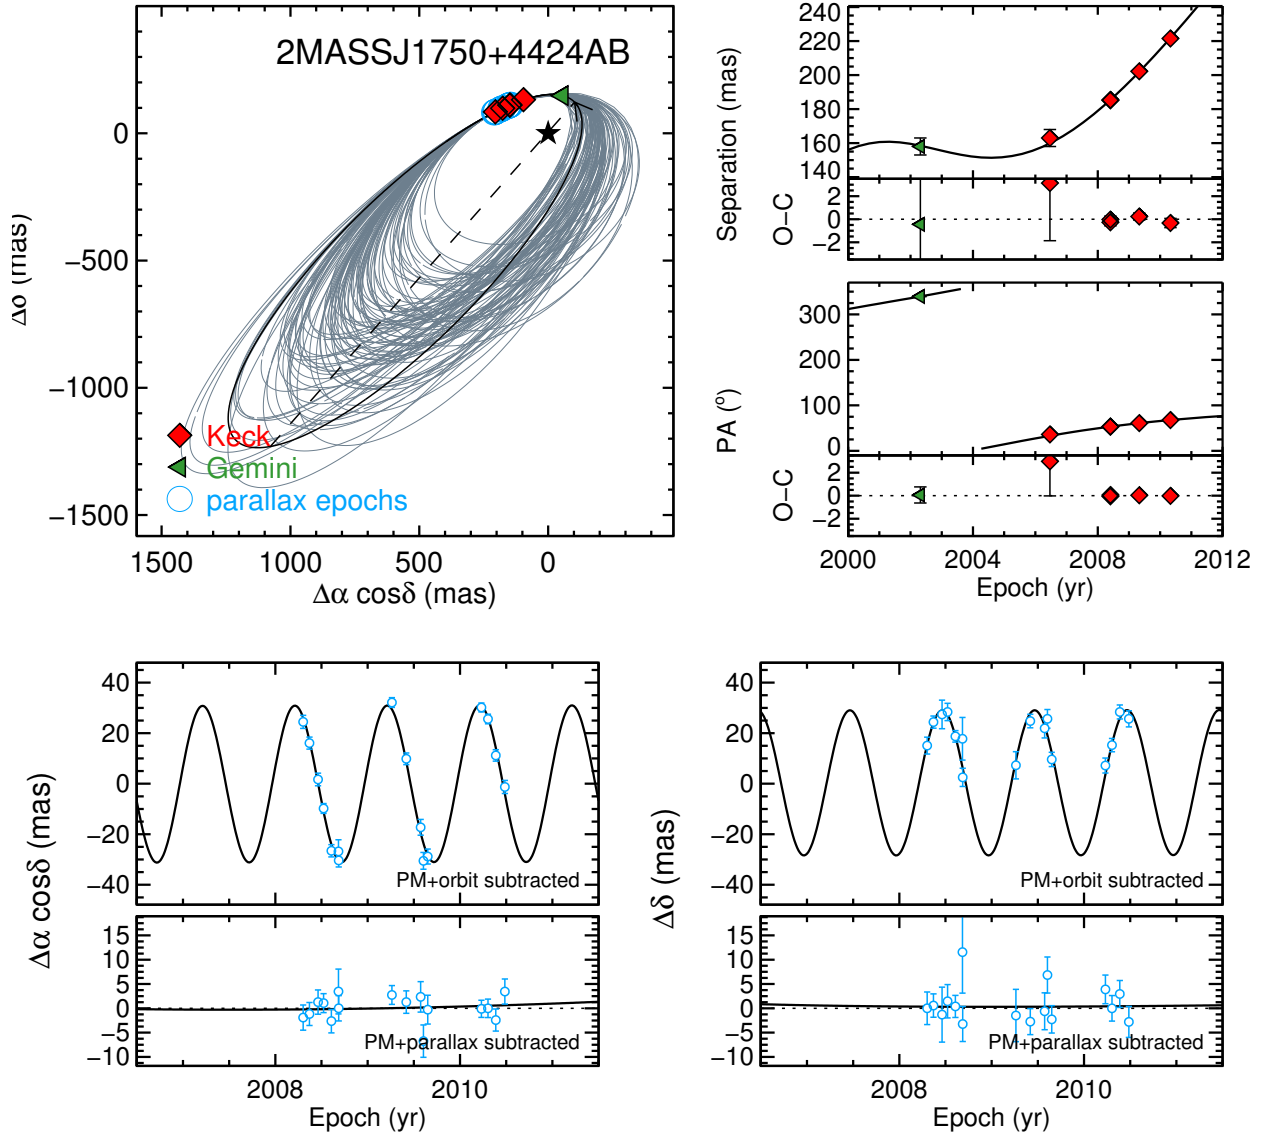 2MASSJ1750+4424AB
0
−500
−1000
−1500
Δδ (mas)
1500
1000
500
0
Δα cosδ (mas)
Keck
Gemini
parallax epochs
240
220
200
180
160
140
Separation (mas)
2
0
−2
O−C
300
200
100
0
PA (°)
2
0
−2
O−C
2000
2004
2008
2012
Epoch (yr)
40
20
0
−20
−40
PM+orbit subtracted
Δα cosδ (mas)
15
10
5
0
−5
−10
PM+parallax subtracted
2008
2010
Epoch (yr)
40
20
0
−20
−40
PM+orbit subtracted
Δδ (mas)
15
10
5
0
−5
−10
PM+parallax subtracted
2008
2010
Epoch (yr)